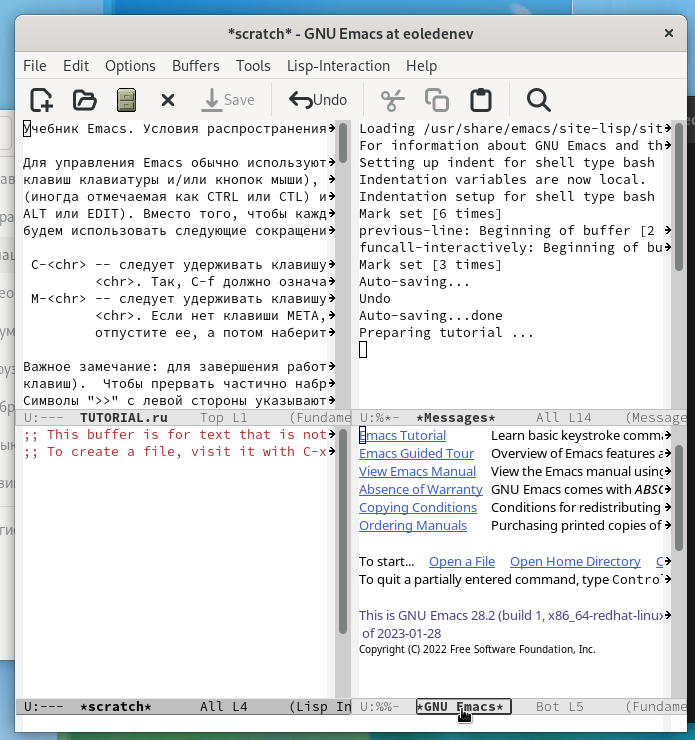 *scratch* - GNU Emacs at eoledenev
File Edit Options Buffers Tools Lisp-Interaction Help
Save Undo
Учебник Emacs. Условия распространения
Для управления Emacs обычно используют
клавиш клавиатуры и/или кнопок мыши),
(иногда отмечаемая как CTRL или CTL) и
ALT или EDIT). Вместо того, чтобы кажд
будем использовать следующие сокращени
C-<chr> -- следует удерживать клавишу
<chr>. Так, C-f должно означа
M-<chr> -- следует удерживать клавишу
<chr>. Если нет клавиши META,
отпустите ее, а потом наберит
Важное замечание: для завершения работ
клавиш). Чтобы прервать частично набр
Символы ">>" с левой стороны указывают
U:--- TUTORIAL.ru Top L1 (Fundame
Loading /usr/share/emacs/site-lisp/sit
For information about GNU Emacs and th
Setting up indent for shell type bash
Indentation variables are now local.
Indentation setup for shell type bash
Mark set [6 times]
previous-line: Beginning of buffer [2
funcall-interactively: Beginning of bu
Mark set [3 times]
Auto-saving...
Undo
Auto-saving...done
Preparing tutorial ...
U:%*- *Messages* All L14 (Message
;; This buffer is for text that is not
;; To create a file, visit it with C-x
U:--- *scratch* All L4 (Lisp In
Emacs Tutorial Learn basic keystroke comma
Emacs Guided Tour Overview of Emacs features a
View Emacs Manual View the Emacs manual using
Absence of Warranty GNU Emacs comes with ABSO
Copying Conditions Conditions for redistributing
Ordering Manuals Purchasing printed copies of
To start... Open a File Open Home Directory C
To quit a partially entered command, type Contro
This is GNU Emacs 28.2 (build 1, x86_64-redhat-linux
of 2023-01-28
Copyright (C) 2022 Free Software Foundation, Inc.
U:%%- *GNU Emacs* Bot L5 (Fundame